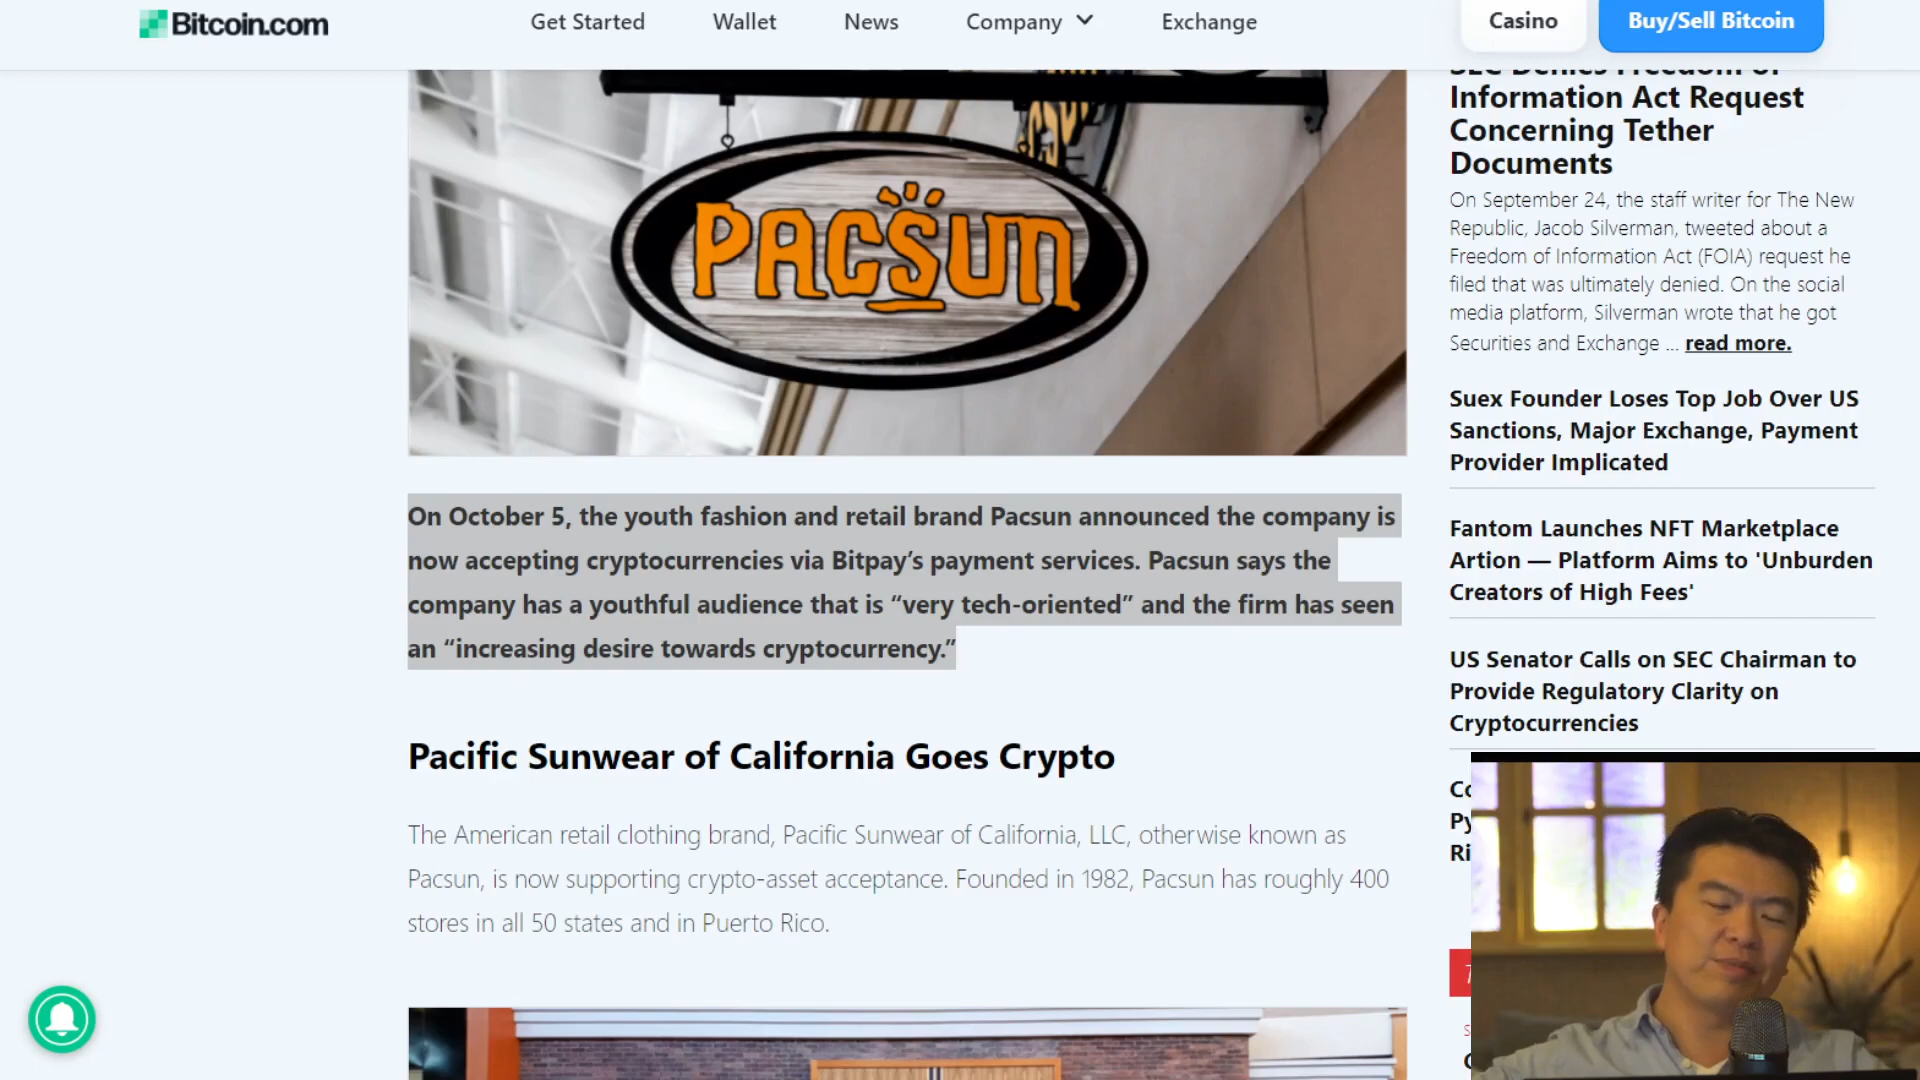 Bitcoin.com
Get Started
Wallet
News
Company
Exchange
Casino
Buy/Sell Bitcoin
PACSUN
On October 5, the youth fashion and retail brand Pacsun announced the company is
now accepting cryptocurrencies via Bitpay’s payment services. Pacsun says the
company has a youthful audience that is “very tech-oriented” and the firm has seen
an “increasing desire towards cryptocurrency.”
Pacific Sunwear of California Goes Crypto
The American retail clothing brand, Pacific Sunwear of California, LLC, otherwise known as
Pacsun, is now supporting crypto-asset acceptance. Founded in 1982, Pacsun has roughly 400
stores in all 50 states and in Puerto Rico.
SEC Denies Freedom of
Information Act Request
Concerning Tether
Documents
On September 24, the staff writer for The New
Republic, Jacob Silverman, tweeted about a
Freedom of Information Act (FOIA) request he
filed that was ultimately denied. On the social
media platform, Silverman wrote that he got
Securities and Exchange ... read more.
Suex Founder Loses Top Job Over US
Sanctions, Major Exchange, Payment
Provider Implicated
Fantom Launches NFT Marketplace
Artion — Platform Aims to 'Unburden
Creators of High Fees'
US Senator Calls on SEC Chairman to
Provide Regulatory Clarity on
Cryptocurrencies